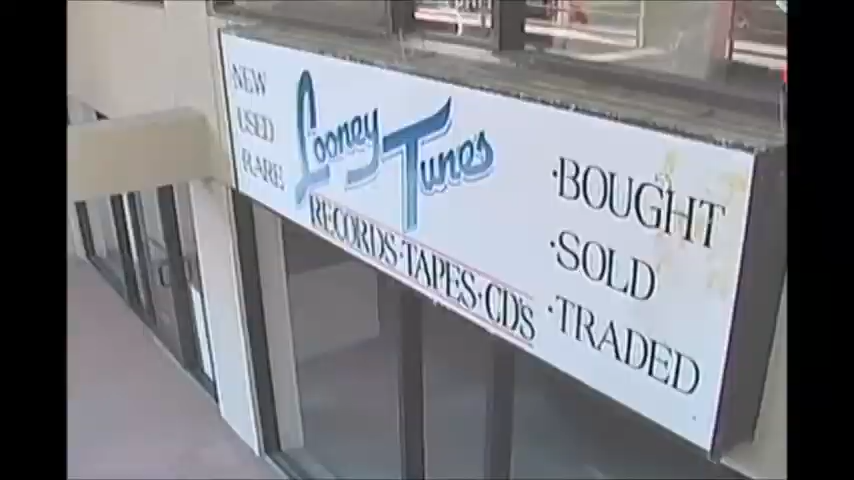 NEW
USED
RARE
Looney Tunes
RECORDS·TAPES·CD'S
·BOUGHT
·SOLD
·TRADED